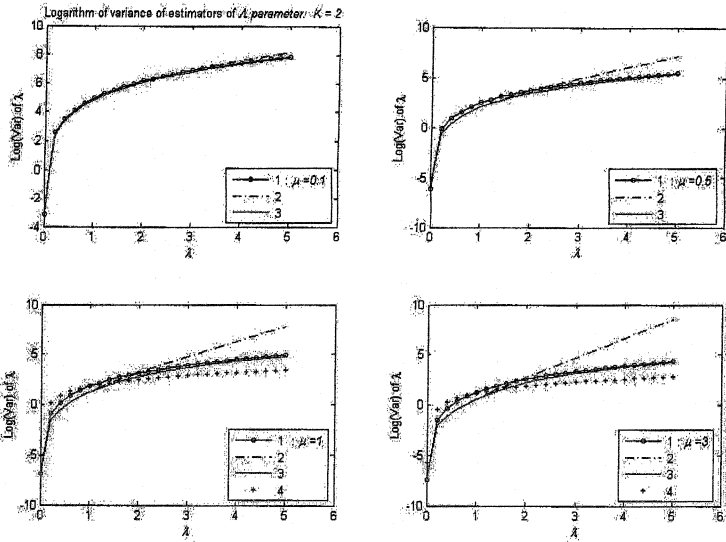 Logarithm of variance of estimators of Λ parameter. K = 2
10
8
6
4
2
0
-2
-4
Log(Var) of λ
0 1 2 3 4 5 6
λ
1 μ=0.1
2
3
10
5
0
-5
-10
Log(Var) of λ
0 1 2 3 4 5 6
λ
1 μ=0.5
2
3
10
5
0
-5
-10
Log(Var) of λ
0 1 2 3 4 5 6
λ
1 μ=1
2
3
4
10
5
0
-5
-10
Log(Var) of λ
0 1 2 3 4 5 6
λ
1 μ=3
2
3
4